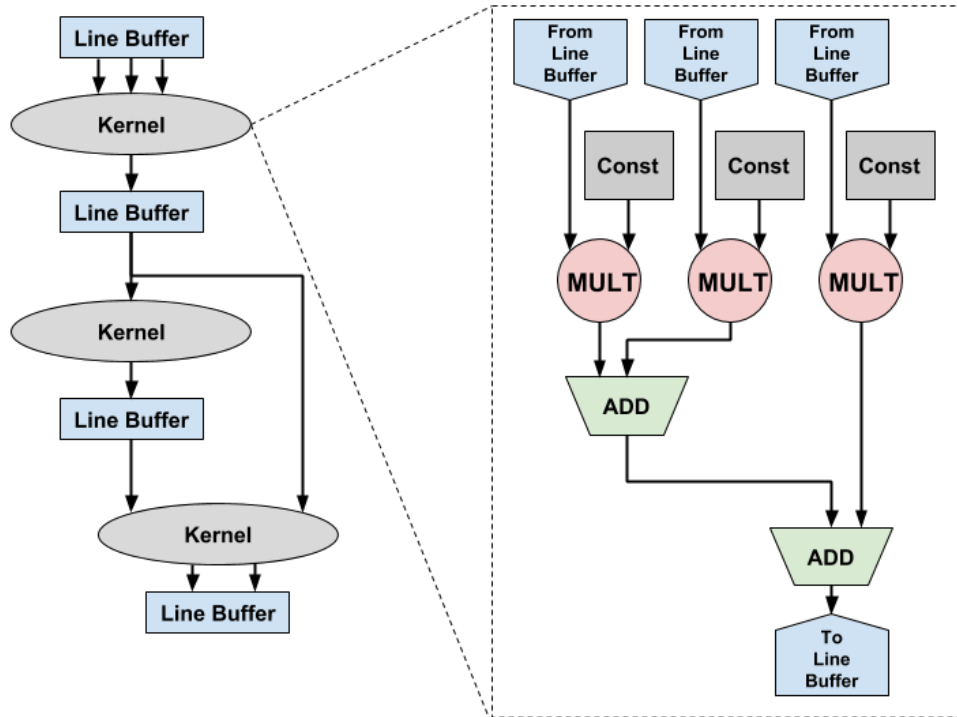 Line Buffer
Kernel
Line Buffer
Kernel
Line Buffer
Kernel
Line Buffer
From
Line
Buffer
From
Line
Buffer
From
Line
Buffer
Const
Const
Const
MULT
MULT
MULT
ADD
ADD
To
Line
Buffer